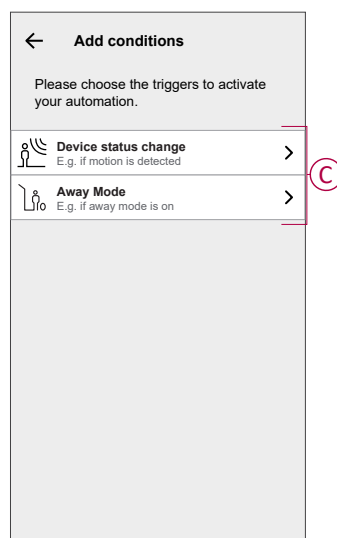 Add conditions
Please choose the triggers to activate
your automation.
Device status change
E.g. if motion is detected
Away Mode
E.g. if away mode is on
C